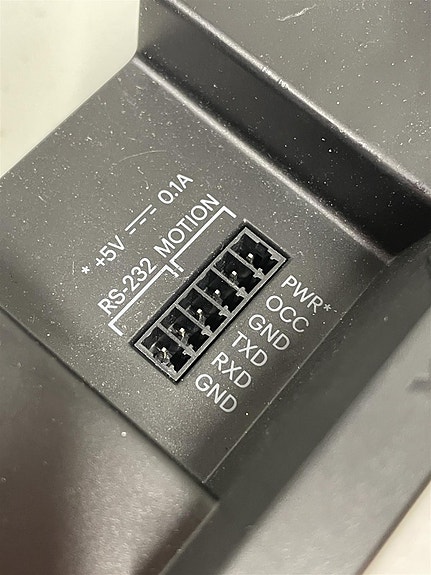 * +5V ⎓ 0.1A
RS-232 MOTION
PWR*
OCC
GND
TXD
RXD
GND